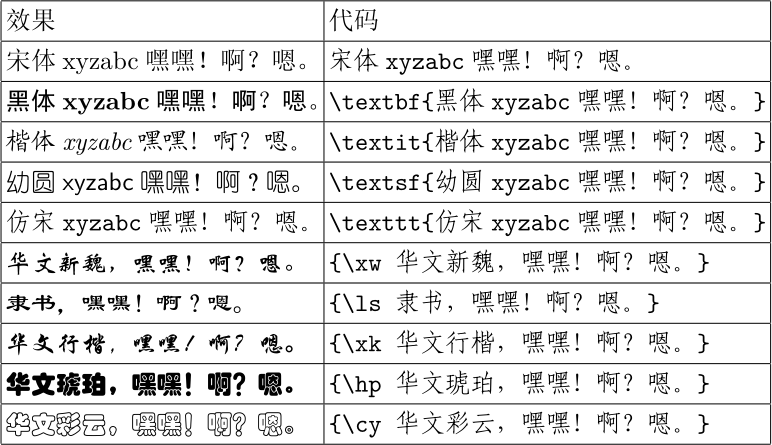 效果 代码
宋体 xyzabc 嘿嘿！啊？嗯。 宋体 xyzabc 嘿嘿！啊？嗯。
黑体 xyzabc 嘿嘿！啊？嗯。 \textbf{黑体 xyzabc 嘿嘿！啊？嗯。}
楷体 xyzabc 嘿嘿！啊？嗯。 \textit{楷体 xyzabc 嘿嘿！啊？嗯。}
幼圆 xyzabc 嘿嘿！啊？嗯。 \textsf{幼圆 xyzabc 嘿嘿！啊？嗯。}
仿宋 xyzabc 嘿嘿！啊？嗯。 \texttt{仿宋 xyzabc 嘿嘿！啊？嗯。}
华文新魏，嘿嘿！啊？嗯。 {\xw 华文新魏，嘿嘿！啊？嗯。}
隶书，嘿嘿！啊？嗯。 {\ls 隶书，嘿嘿！啊？嗯。}
华文行楷，嘿嘿！啊？嗯。 {\xk 华文行楷，嘿嘿！啊？嗯。}
华文琥珀，嘿嘿！啊？嗯。 {\hp 华文琥珀，嘿嘿！啊？嗯。}
华文彩云，嘿嘿！啊？嗯。 {\cy 华文彩云，嘿嘿！啊？嗯。}